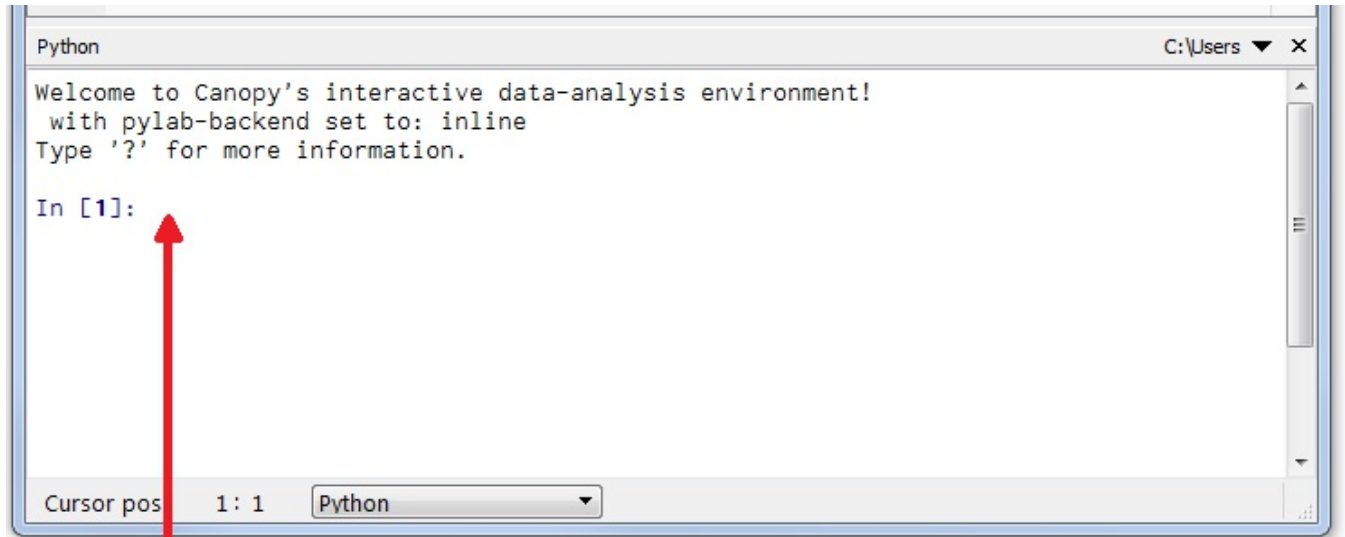 Python C:\Users
Welcome to Canopy's interactive data-analysis environment!
 with pylab-backend set to: inline
Type '?' for more information.
In [1]:
Cursor pos 1: 1 Python